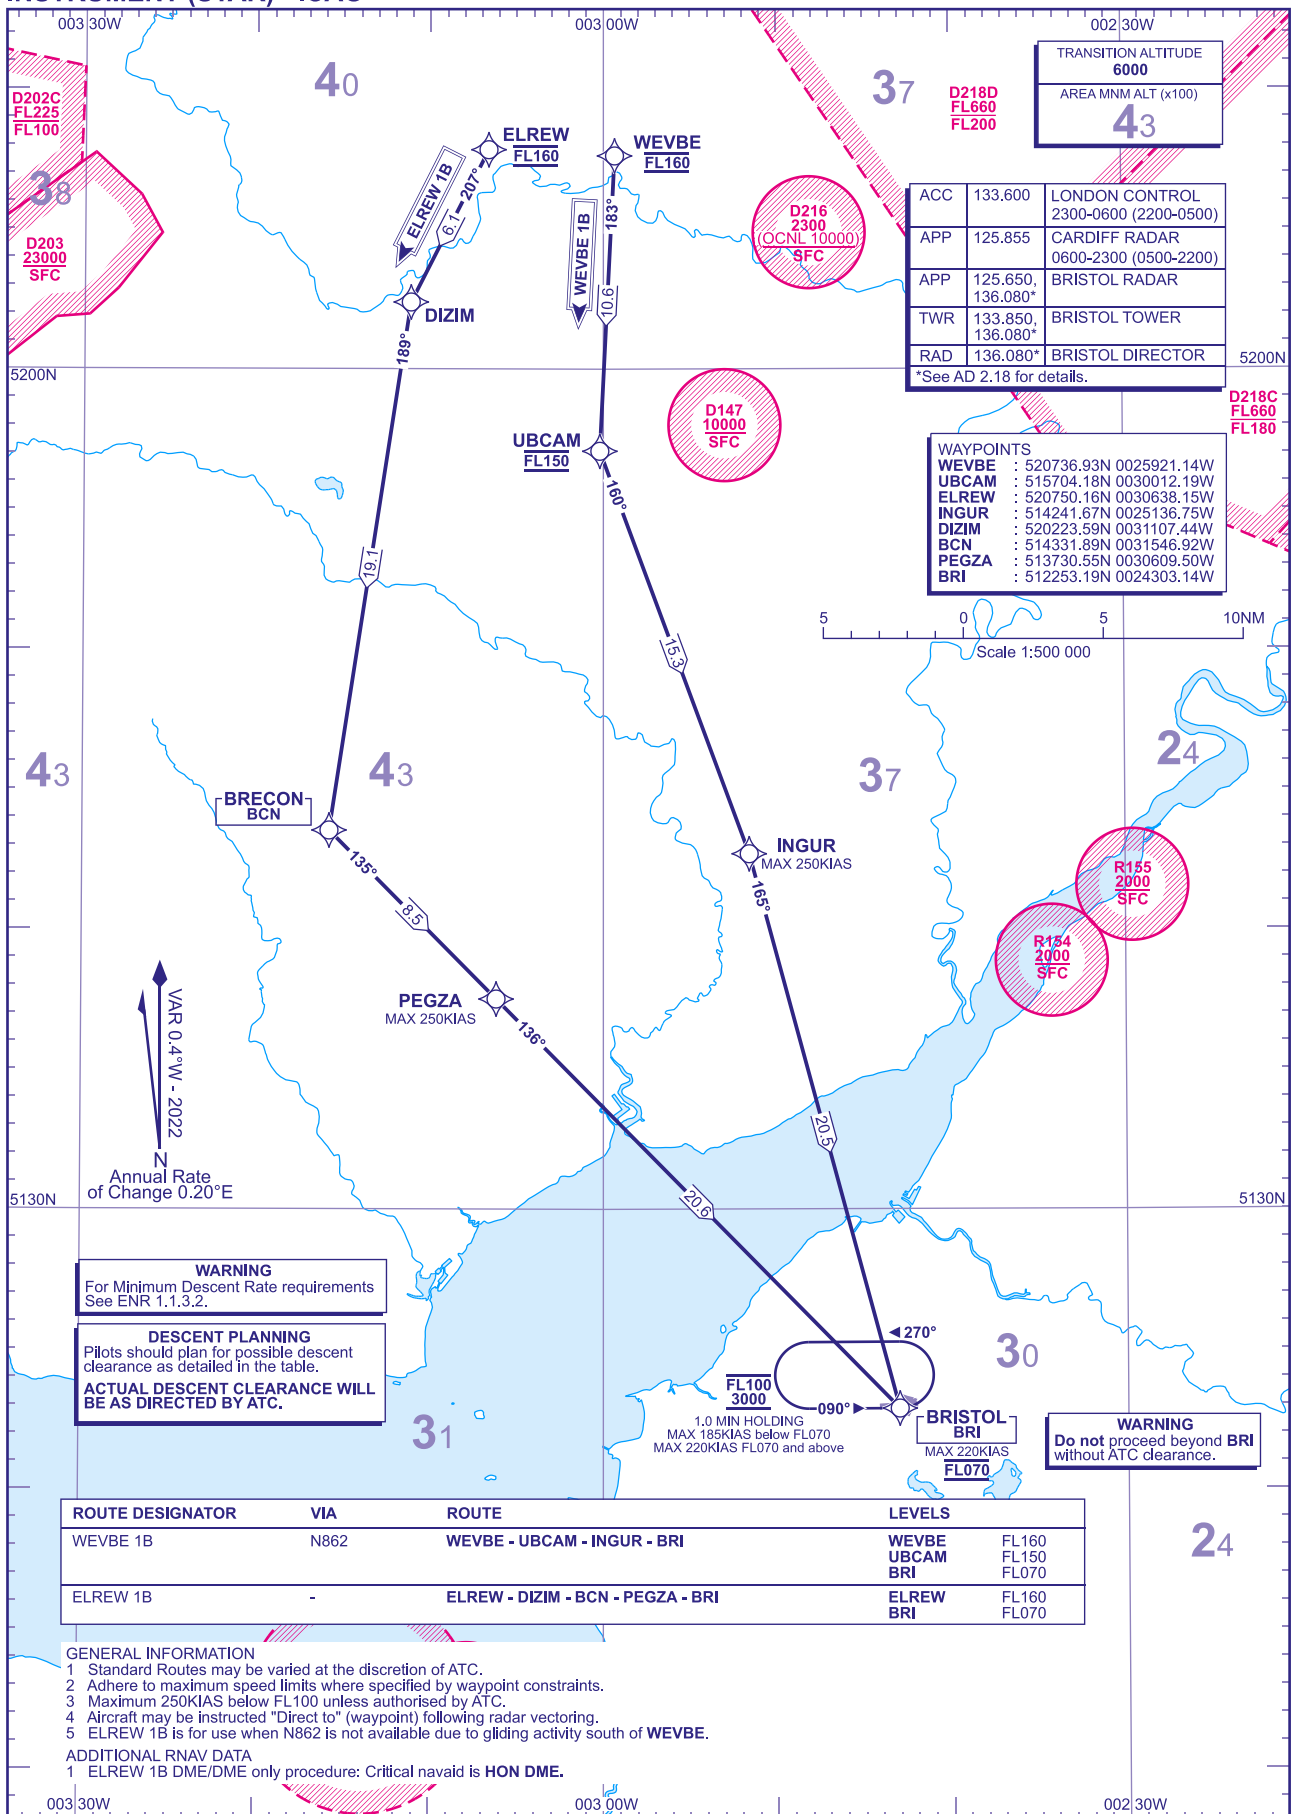 003 30W
003 00W
002 30W
40
37
TRANSITION ALTITUDE
6000
AREA MNM ALT (x100)
43
D202C
FL225
FL100
D218D
FL660
FL200
38
D203
23000
SFC
ELREW
FL160
WEVBE
FL160
ELREW 1B
207°
6.1
WEVBE 1B
183°
10.6
D216
2300
(OCNL 10000)
SFC
ACC 133.600 LONDON CONTROL
2300-0600 (2200-0500)
APP 125.855 CARDIFF RADAR
0600-2300 (0500-2200)
APP 125.650, BRISTOL RADAR
136.080*
TWR 133.850, BRISTOL TOWER
136.080*
RAD 136.080* BRISTOL DIRECTOR
*See AD 2.18 for details.
DIZIM
189°
5200N
5200N
D147
10000
SFC
D218C
FL660
FL180
UBCAM
FL150
160°
WAYPOINTS
WEVBE : 520736.93N 0025921.14W
UBCAM : 515704.18N 0030012.19W
ELREW : 520750.16N 0030638.15W
INGUR : 514241.67N 0025136.75W
DIZIM : 520223.59N 0031107.44W
BCN : 514331.89N 0031546.92W
PEGZA : 513730.55N 0030609.50W
BRI : 512253.19N 0024303.14W
19.1
5 0 5 10NM
Scale 1:500 000
15.3
43
43
37
24
BRECON
BCN
135°
8.5
INGUR
MAX 250KIAS
165°
R155
2000
SFC
R154
2000
SFC
PEGZA
MAX 250KIAS
136°
VAR 0.4°W - 2022
N
Annual Rate
of Change 0.20°E
20.5
20.6
5130N
5130N
WARNING
For Minimum Descent Rate requirements
See ENR 1.1.3.2.
DESCENT PLANNING
Pilots should plan for possible descent
clearance as detailed in the table.
ACTUAL DESCENT CLEARANCE WILL
BE AS DIRECTED BY ATC.
31
270°
30
FL100
3000
090°
1.0 MIN HOLDING
MAX 185KIAS below FL070
MAX 220KIAS FL070 and above
BRISTOL
BRI
MAX 220KIAS
FL070
WARNING
Do not proceed beyond BRI
without ATC clearance.
ROUTE DESIGNATOR VIA ROUTE LEVELS
WEVBE 1B N862 WEVBE - UBCAM - INGUR - BRI WEVBE FL160
UBCAM FL150
BRI FL070
ELREW 1B - ELREW - DIZIM - BCN - PEGZA - BRI ELREW FL160
BRI FL070
24
GENERAL INFORMATION
1 Standard Routes may be varied at the discretion of ATC.
2 Adhere to maximum speed limits where specified by waypoint constraints.
3 Maximum 250KIAS below FL100 unless authorised by ATC.
4 Aircraft may be instructed "Direct to" (waypoint) following radar vectoring.
5 ELREW 1B is for use when N862 is not available due to gliding activity south of WEVBE.
ADDITIONAL RNAV DATA
1 ELREW 1B DME/DME only procedure: Critical navaid is HON DME.
003 30W
003 00W
002 30W